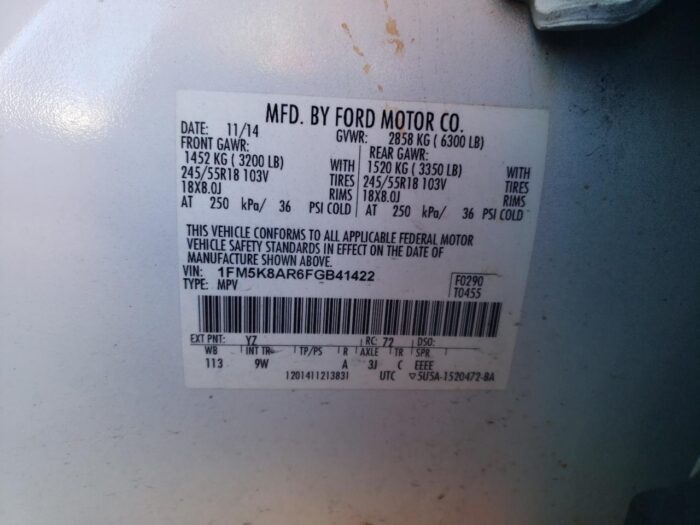 MFD. BY FORD MOTOR CO.
DATE: 11/14 GVWR: 2858 KG ( 6300 LB)
FRONT GAWR: REAR GAWR:
1452 KG ( 3200 LB) WITH 1520 KG ( 3350 LB) WITH
245/55R18 103V TIRES 245/55R18 103V TIRES
18X8.0J RIMS 18X8.0J RIMS
AT 250 kPa/ 36 PSI COLD AT 250 kPa/ 36 PSI COLD
THIS VEHICLE CONFORMS TO ALL APPLICABLE FEDERAL MOTOR
VEHICLE SAFETY STANDARDS IN EFFECT ON THE DATE OF
MANUFACTURE SHOWN ABOVE.
VIN: 1FM5K8AR6FGB41422 F0290
TYPE: MPV T0455
EXT PNT: YZ RC: 72 DSO:
WB INT TR TP/PS R AXLE TR SPR
113 9W A 3J C EEEE
1201411213831 UTC ▽5U5A-1520472-BA